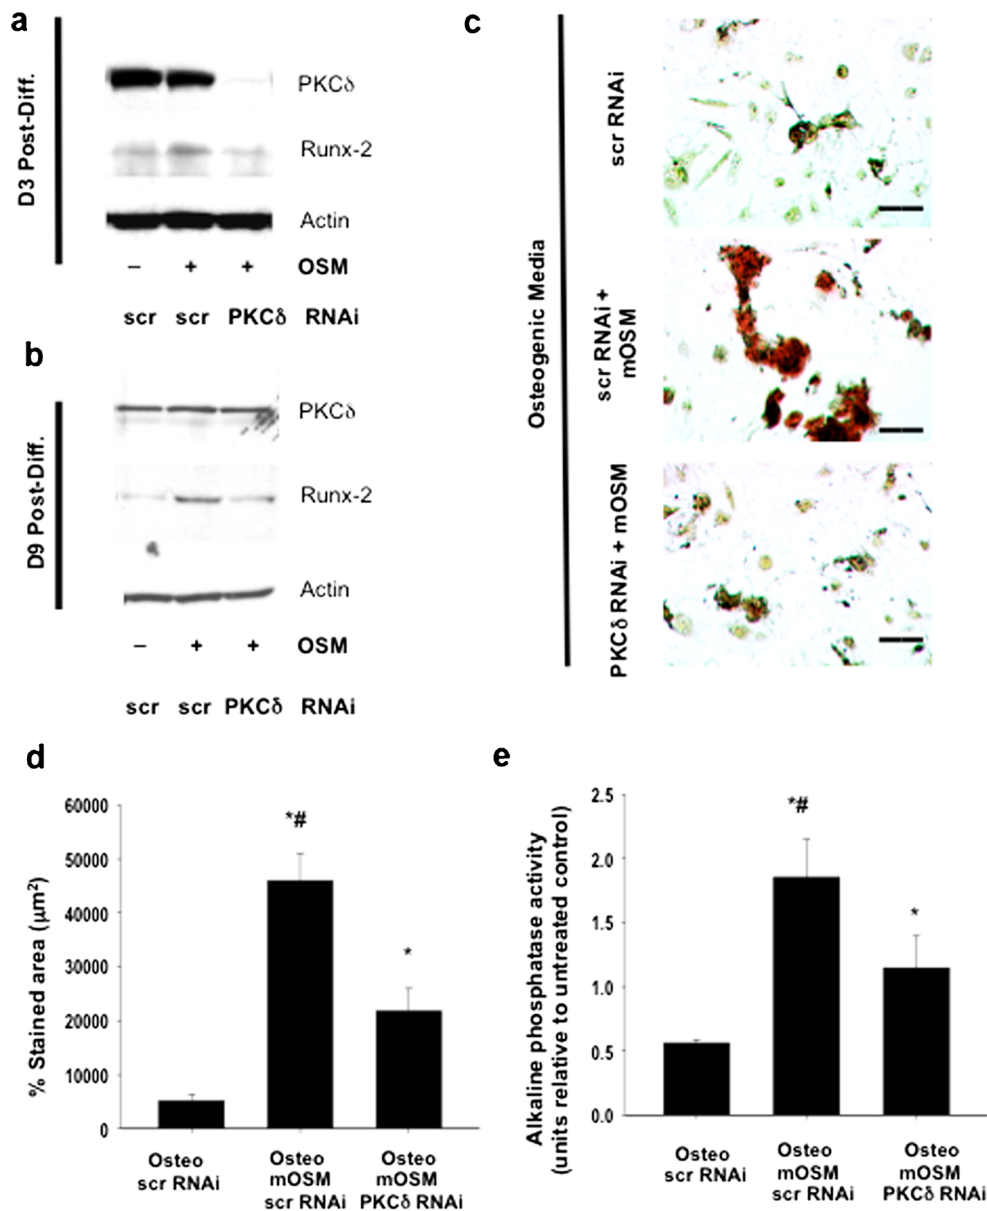 a
D3 Post-Diff.
PKCδ
Runx-2
Actin
– + + OSM
scr scr PKCδ RNAi
b
D9 Post-Diff.
PKCδ
Runx-2
Actin
– + + OSM
scr scr PKCδ RNAi
c
Osteogenic Media
scr RNAi
scr RNAi +
mOSM
PKCδ RNAi + mOSM
d
% Stained area (μm²)
60000
50000
40000
30000
20000
10000
0
*#
*
Osteo
scr RNAi
Osteo
mOSM
scr RNAi
Osteo
mOSM
PKCδ RNAi
e
Alkaline phosphatase activity
(units relative to untreated control)
2.5
2.0
1.5
1.0
0.5
0.0
*#
*
Osteo
scr RNAi
Osteo
mOSM
scr RNAi
Osteo
mOSM
PKCδ RNAi